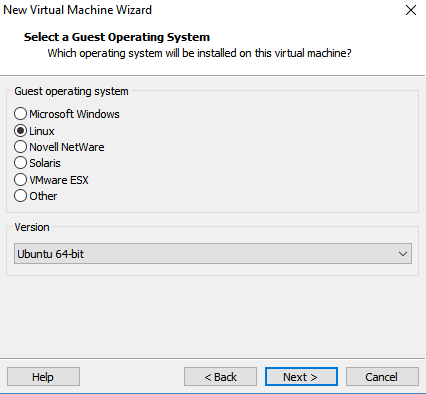 New Virtual Machine Wizard
Select a Guest Operating System
Which operating system will be installed on this virtual machine?
Guest operating system
Microsoft Windows
Linux
Novell NetWare
Solaris
VMware ESX
Other
Version
Ubuntu 64-bit
Help
< Back
Next >
Cancel